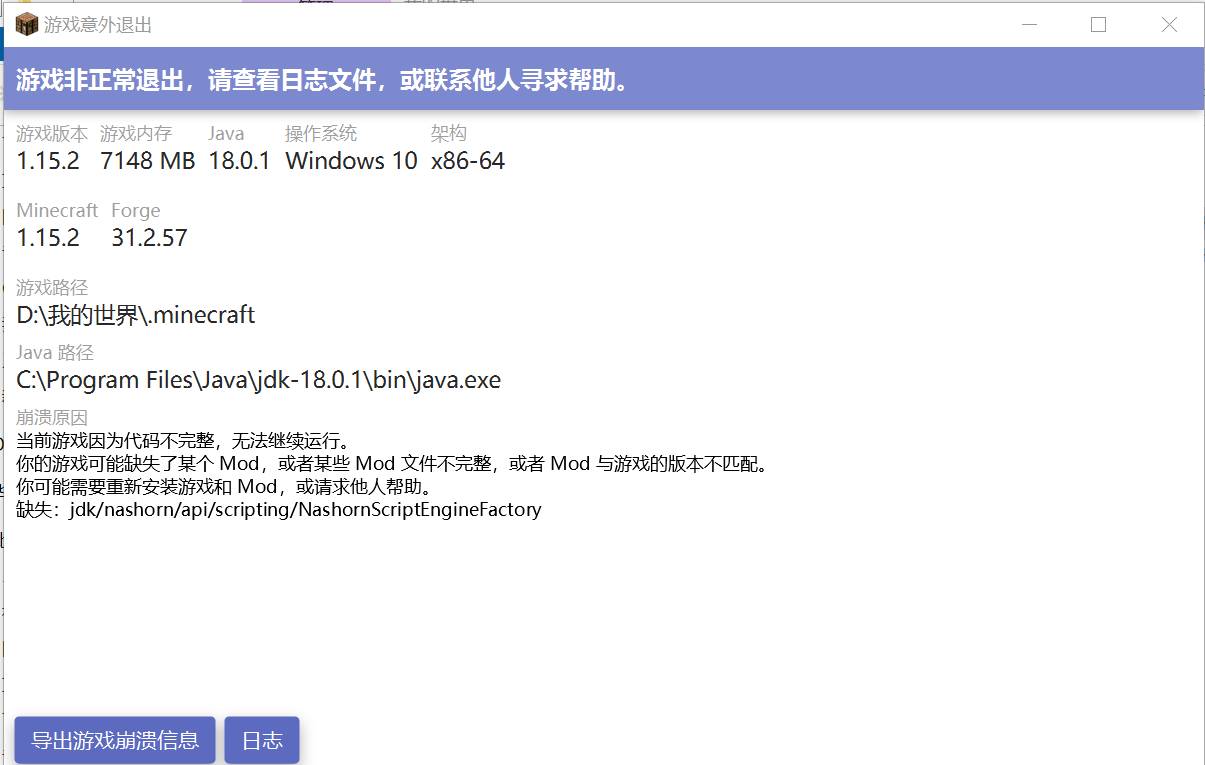 游戏意外退出
游戏非正常退出，请查看日志文件，或联系他人寻求帮助。
游戏版本 游戏内存 Java 操作系统 架构
1.15.2 7148 MB 18.0.1 Windows 10 x86-64
Minecraft Forge
1.15.2 31.2.57
游戏路径
D:\我的世界\.minecraft
Java 路径
C:\Program Files\Java\jdk-18.0.1\bin\java.exe
崩溃原因
当前游戏因为代码不完整，无法继续运行。
你的游戏可能缺失了某个 Mod，或者某些 Mod 文件不完整，或者 Mod 与游戏的版本不匹配。
你可能需要重新安装游戏和 Mod，或请求他人帮助。
缺失：jdk/nashorn/api/scripting/NashornScriptEngineFactory
导出游戏崩溃信息 日志